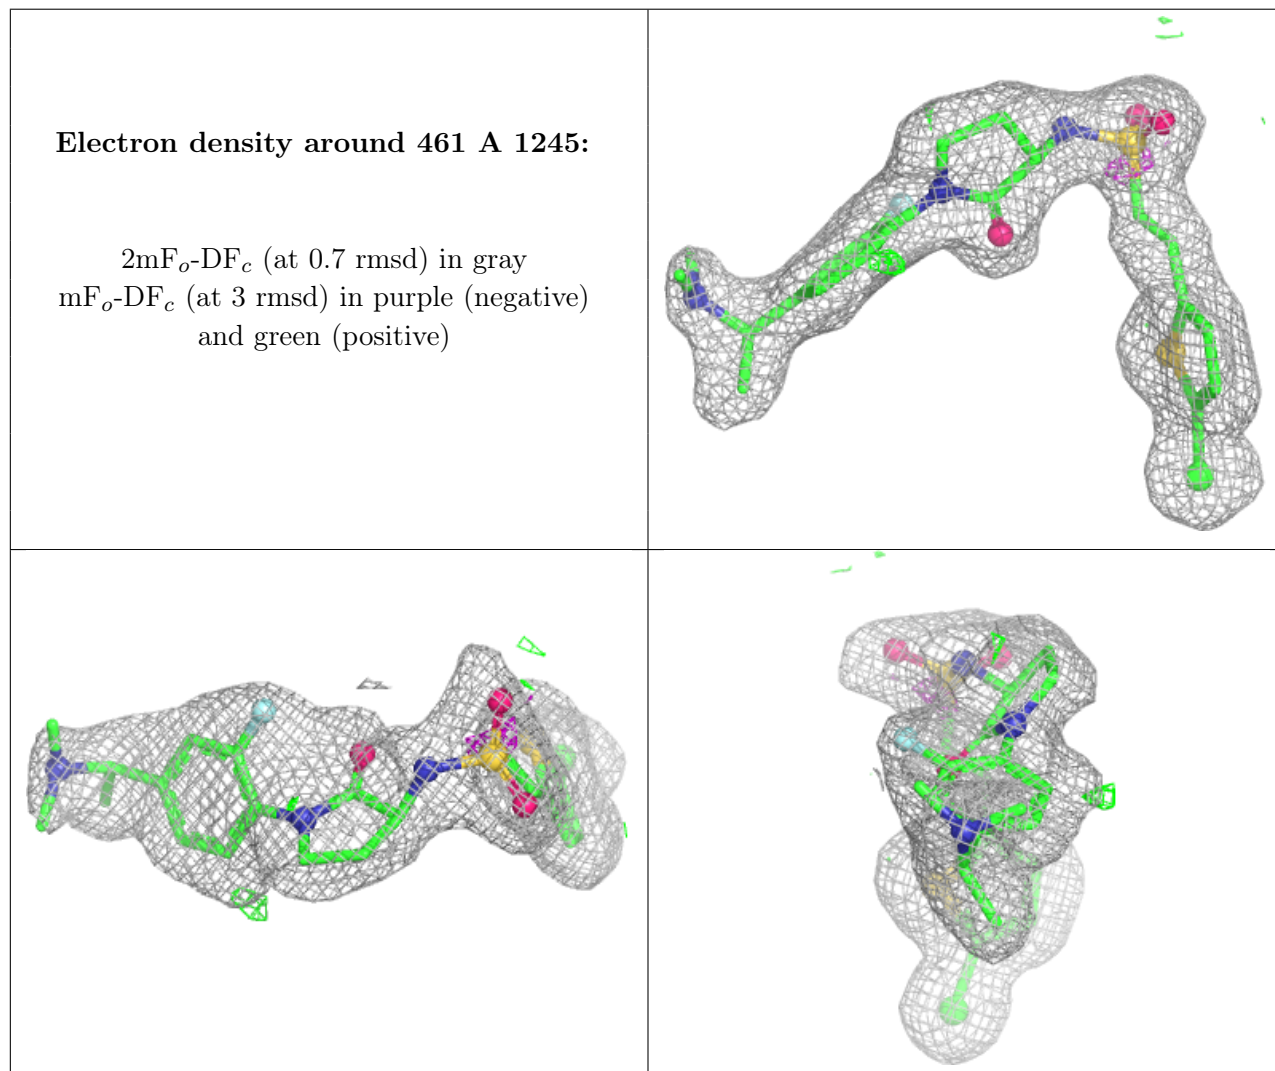 Electron density around 461 A 1245:
2mFo-DFc (at 0.7 rmsd) in gray
mFo-DFc (at 3 rmsd) in purple (negative)
and green (positive)